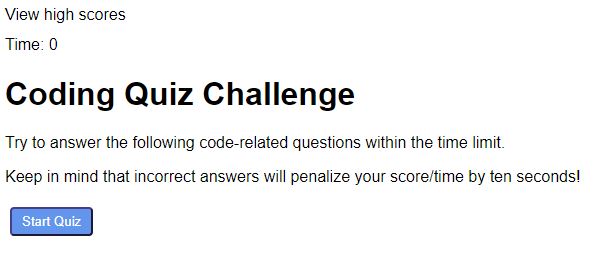 View high scores
Time: 0
Coding Quiz Challenge
Try to answer the following code-related questions within the time limit.
Keep in mind that incorrect answers will penalize your score/time by ten seconds!
Start Quiz